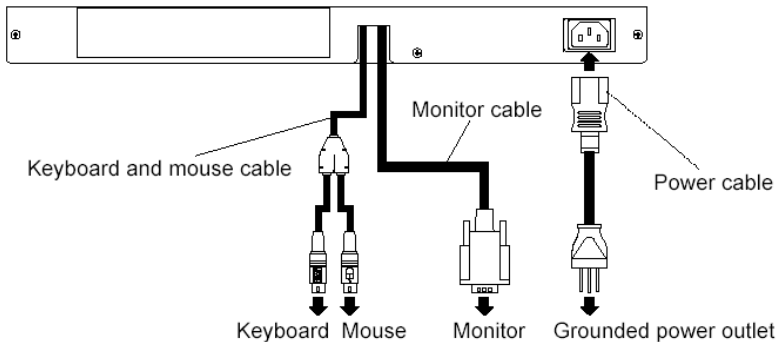 Monitor cable
Keyboard and mouse cable
Power cable
Keyboard Mouse Monitor Grounded power outlet